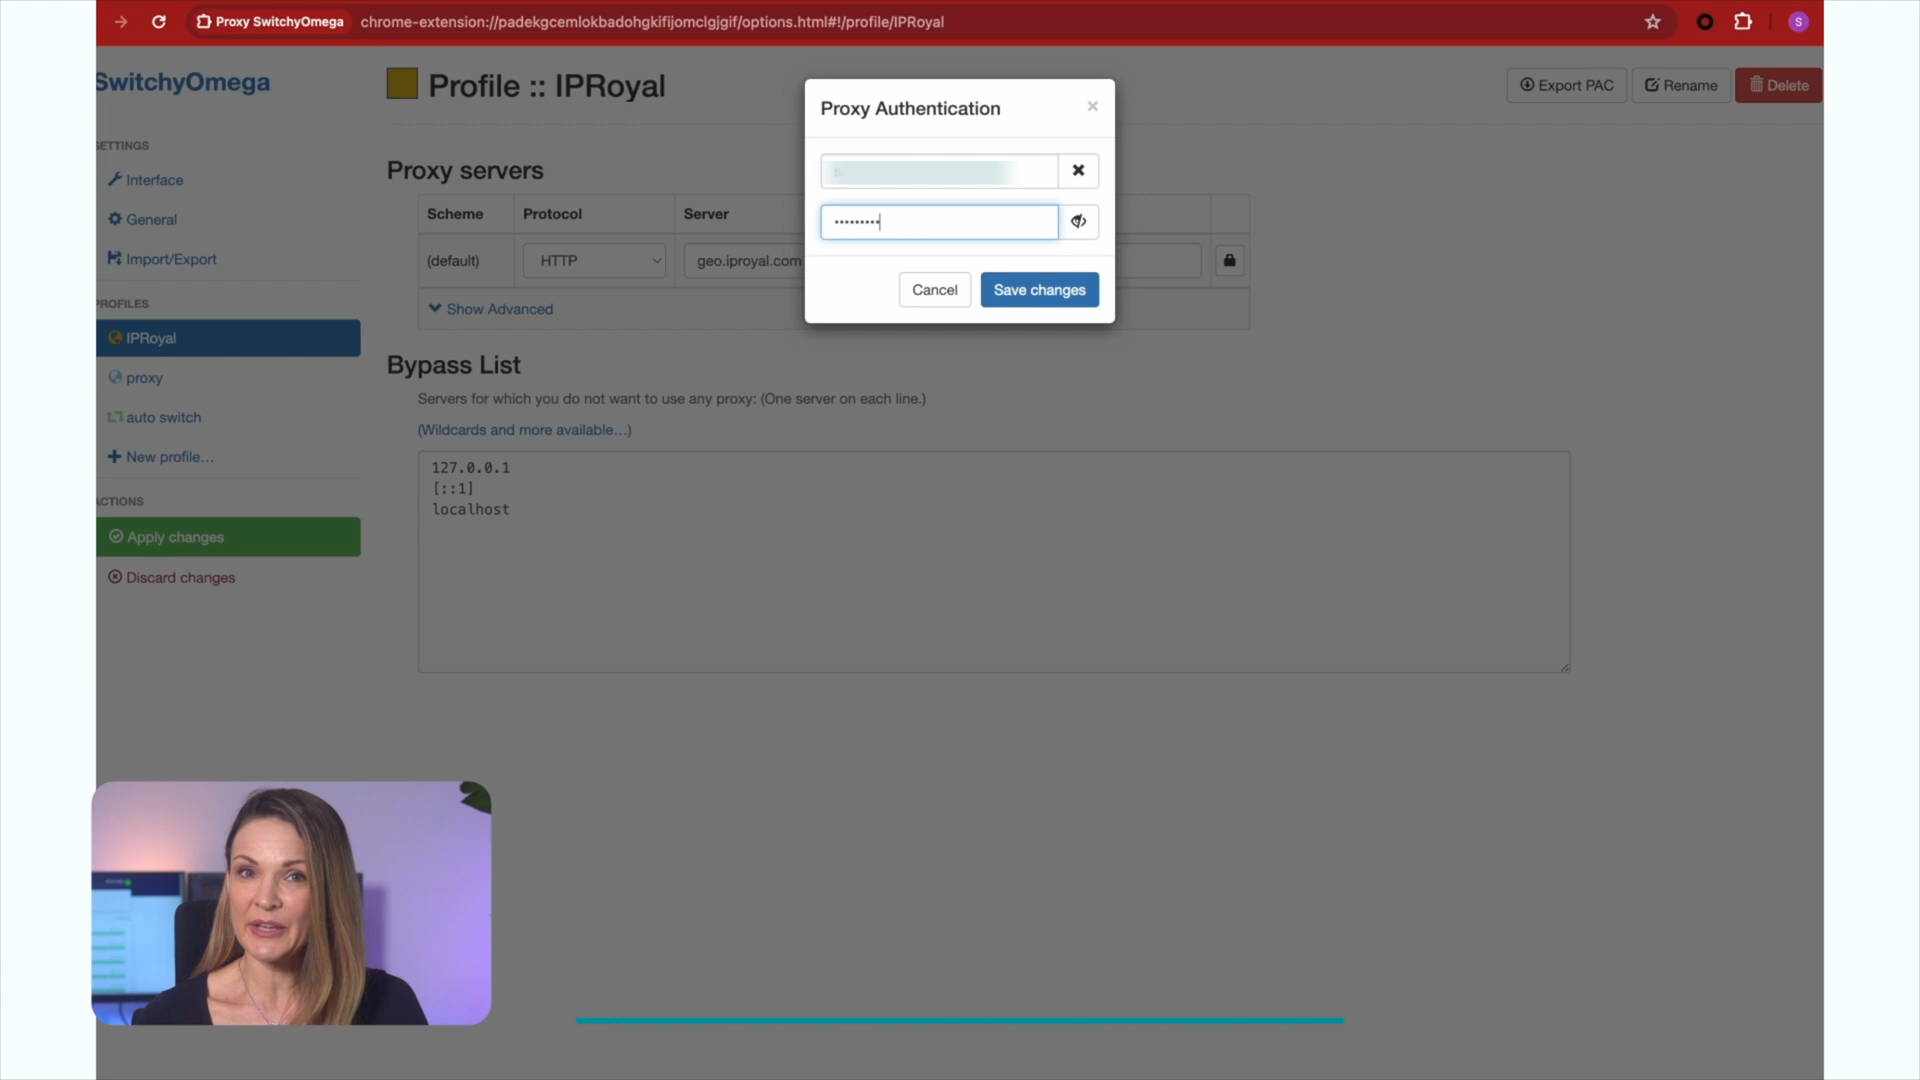 Proxy SwitchyOmega
chrome-extension://padekgcemlokbadohgkifijomclgjgif/options.html#!/profile/IPRoyal
S
SwitchyOmega
Profile :: IPRoyal
Export PAC
Rename
Delete
Proxy Authentication
×
SETTINGS
Interface
General
Import/Export
PROFILES
IPRoyal
proxy
auto switch
New profile…
ACTIONS
Apply changes
Discard changes
Proxy servers
Scheme Protocol Server
(default) HTTP geo.iproyal.com
Show Advanced
•••••••••
Cancel Save changes
Bypass List
Servers for which you do not want to use any proxy: (One server on each line.)
(Wildcards and more available…)
127.0.0.1
[::1]
localhost